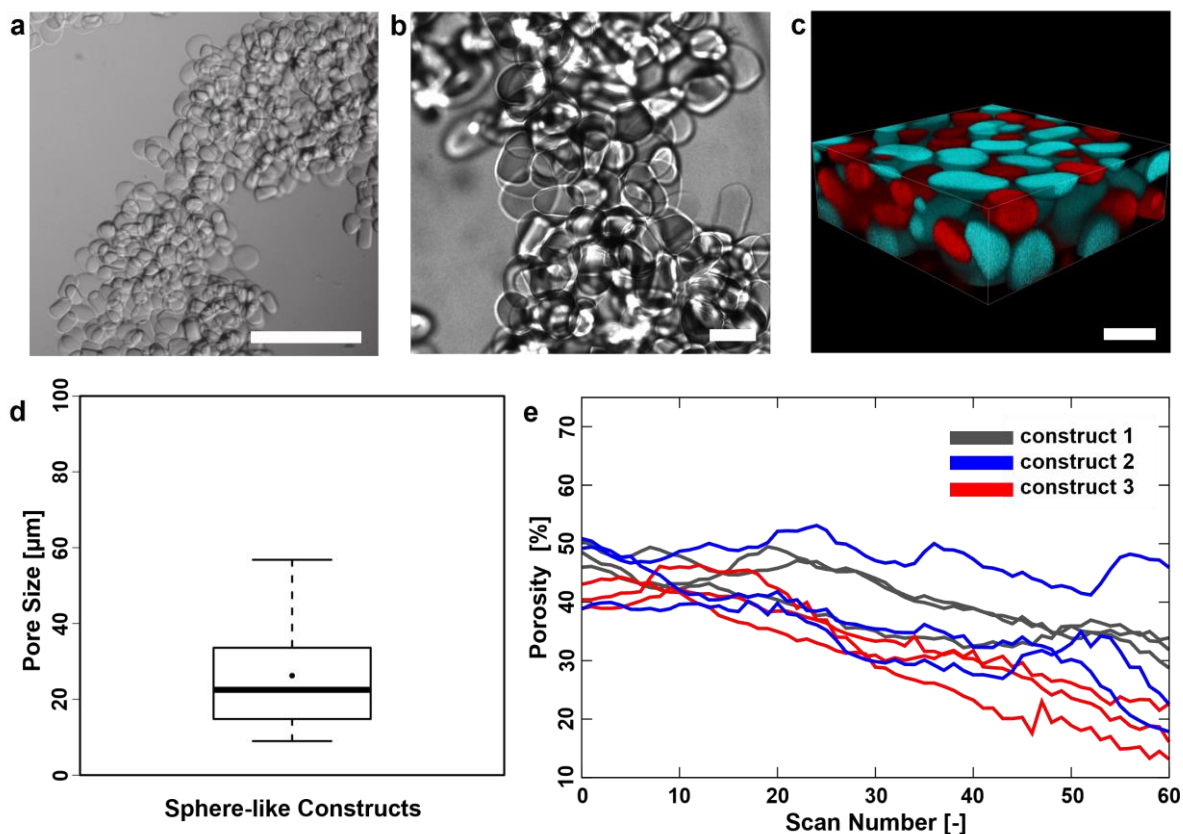 a
b
c
d
100
80
60
40
20
0
Pore Size [µm]
Sphere-like Constructs
e
70
60
50
40
30
10
Porosity [%]
construct 1
construct 2
construct 3
0
10
20
30
40
50
60
Scan Number [-]